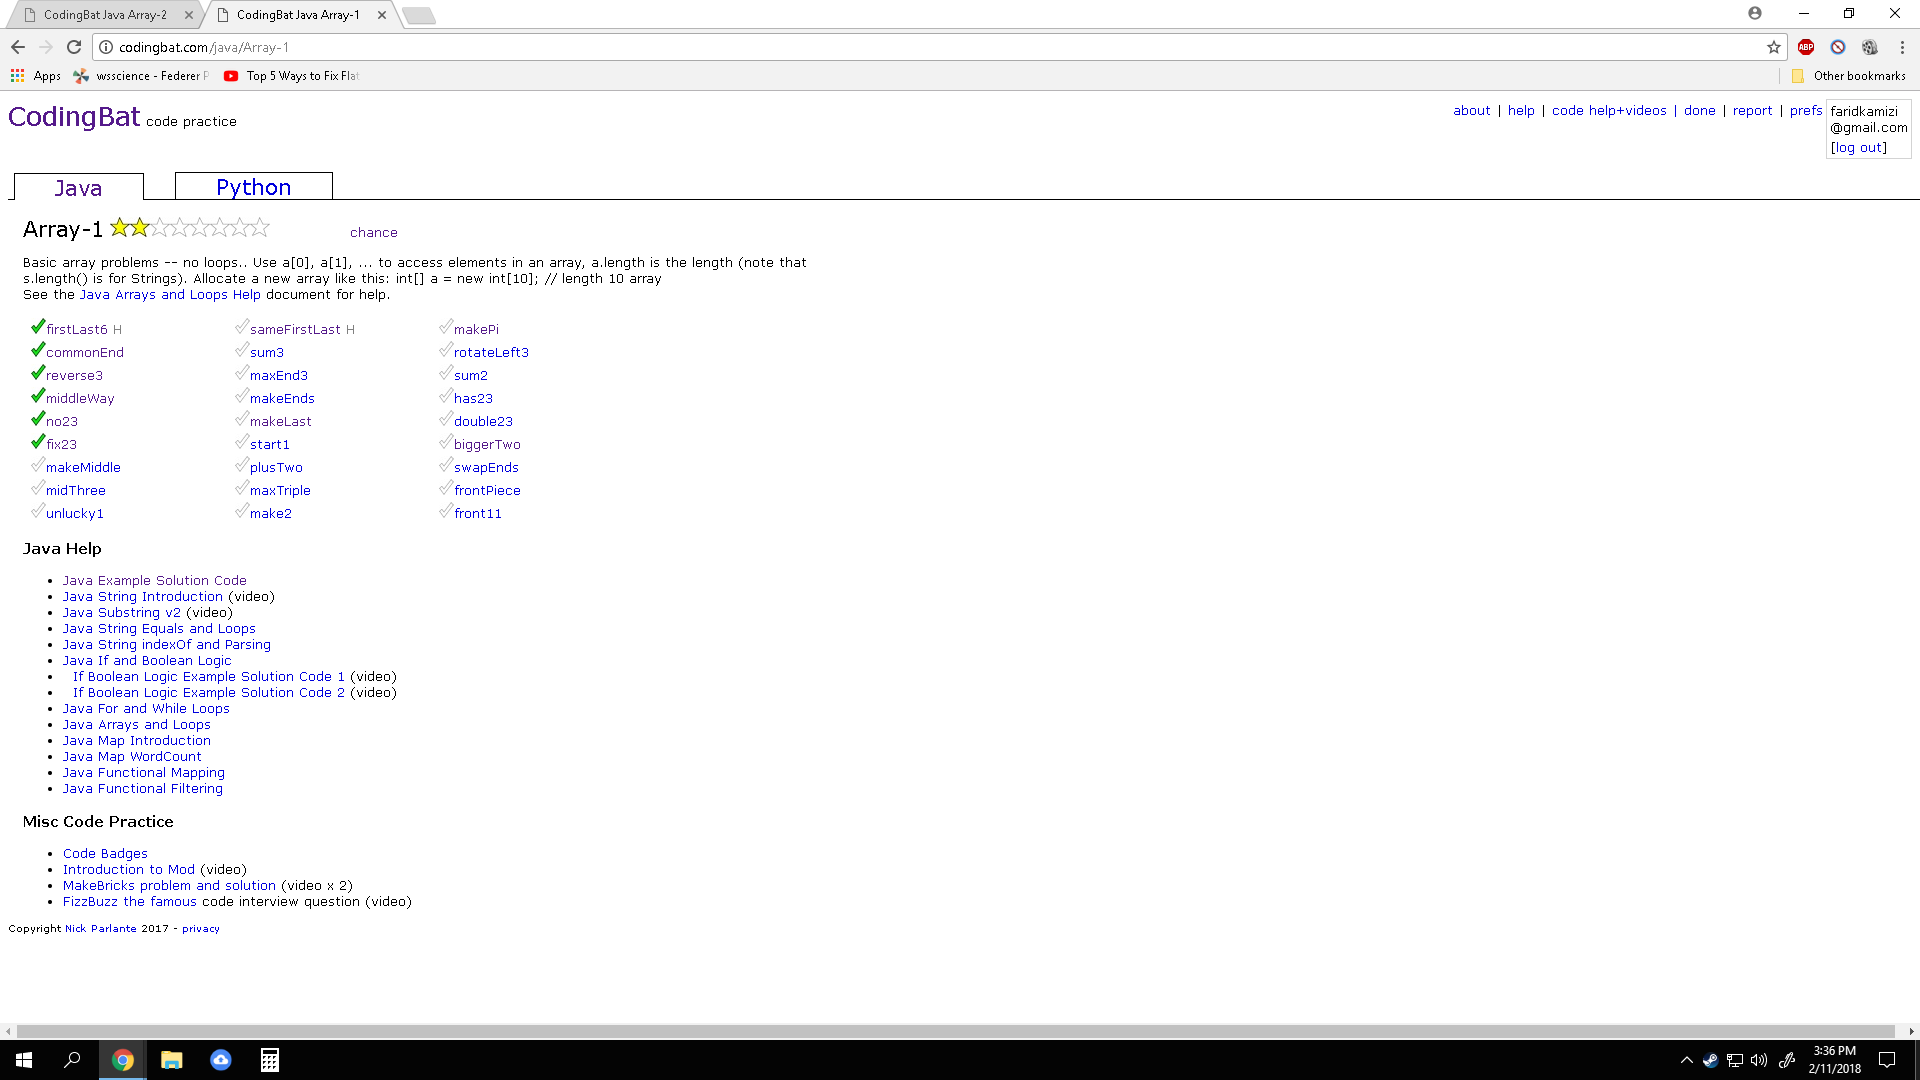 CodingBat Java Array-2
CodingBat Java Array-1
codingbat.com/java/Array-1
ABP
Apps
wsscience - Federer P
Top 5 Ways to Fix Flat
Other bookmarks
CodingBat code practice
about | help | code help+videos | done | report | prefs
faridkamizi
@gmail.com
[log out]
Java
Python
Array-1
chance
Basic array problems -- no loops.. Use a[0], a[1], ... to access elements in an array, a.length is the length (note that
s.length() is for Strings). Allocate a new array like this: int[] a = new int[10]; // length 10 array
See the Java Arrays and Loops Help document for help.
firstLast6 H sameFirstLast H makePi
commonEnd sum3 rotateLeft3
reverse3 maxEnd3 sum2
middleWay makeEnds has23
no23 makeLast double23
fix23 start1 biggerTwo
makeMiddle plusTwo swapEnds
midThree maxTriple frontPiece
unlucky1 make2 front11
Java Help
Java Example Solution Code
Java String Introduction (video)
Java Substring v2 (video)
Java String Equals and Loops
Java String indexOf and Parsing
Java If and Boolean Logic
If Boolean Logic Example Solution Code 1 (video)
If Boolean Logic Example Solution Code 2 (video)
Java For and While Loops
Java Arrays and Loops
Java Map Introduction
Java Map WordCount
Java Functional Mapping
Java Functional Filtering
Misc Code Practice
Code Badges
Introduction to Mod (video)
MakeBricks problem and solution (video x 2)
FizzBuzz the famous code interview question (video)
Copyright Nick Parlante 2017 - privacy
3:36 PM
2/11/2018